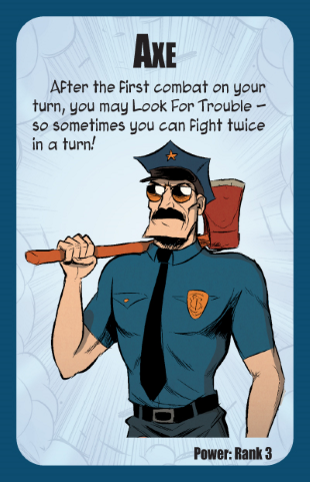 AXE
After the first combat on your
turn, you may Look For Trouble –
so sometimes you can fight twice
in a turn!
Power: Rank 3